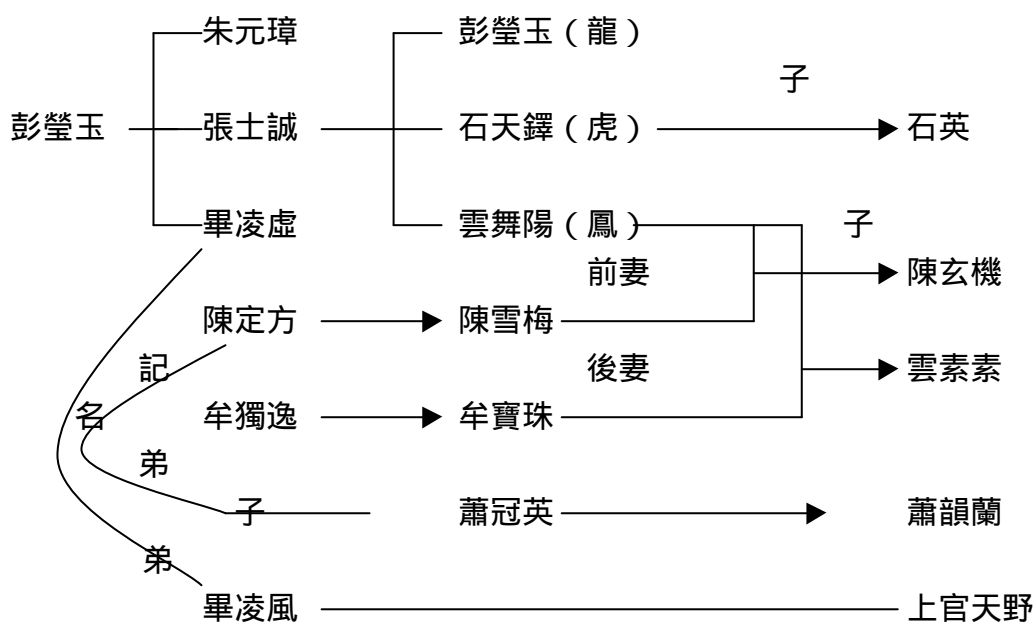 朱元璋
彭瑩玉(龍)
子
彭瑩玉
張士誠
石天鐸(虎)
石英
畢凌虛
雲舞陽(鳳)
子
前妻
陳玄機
陳定方
陳雪梅
記
後妻
雲素素
名
牟獨逸
牟寶珠
弟
子
蕭冠英
蕭韻蘭
弟
畢凌風
上官天野